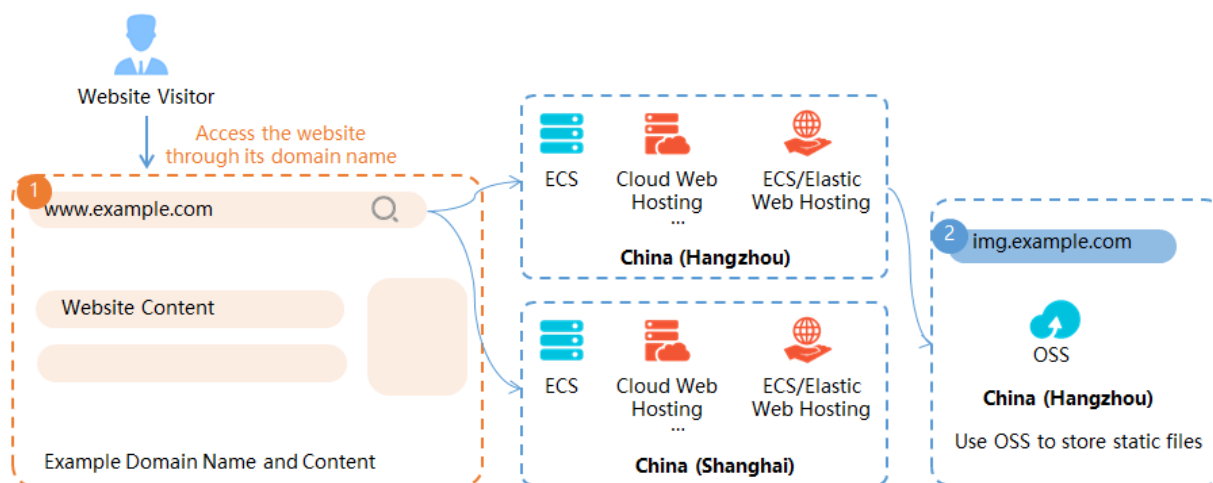 Website Visitor
Access the website
through its domain name
1
www.example.com
Website Content
Example Domain Name and Content
ECS
Cloud Web
Hosting
...
ECS/Elastic
Web Hosting
China (Hangzhou)
ECS
Cloud Web
Hosting
...
ECS/Elastic
Web Hosting
China (Shanghai)
2
img.example.com
OSS
China (Hangzhou)
Use OSS to store static files